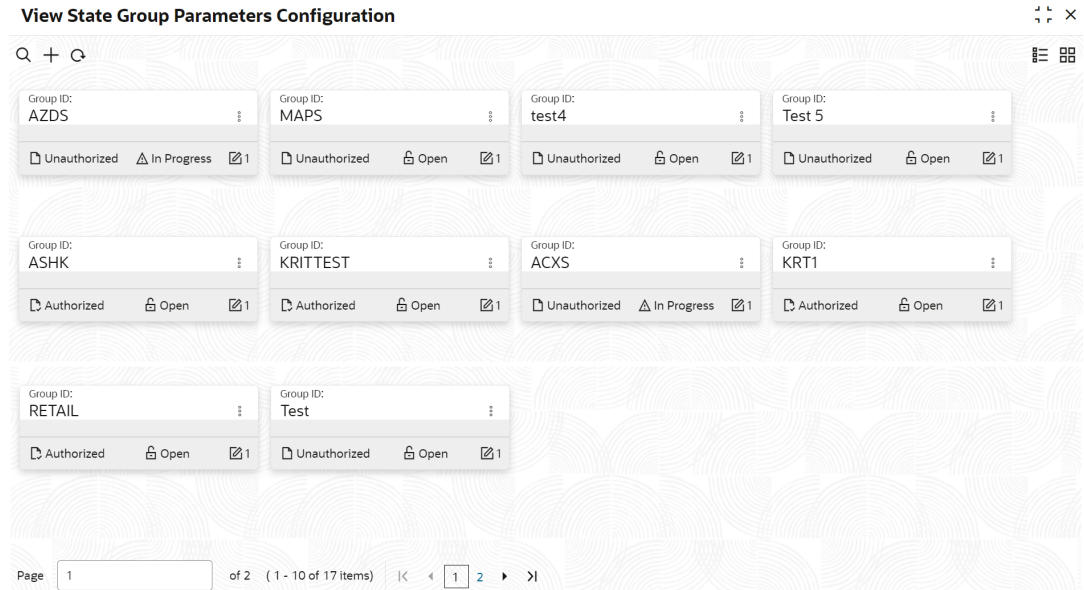 View State Group Parameters Configuration
Group ID: Group ID: Group ID: Group ID:
AZDS MAPS test4 Test 5
Unauthorized In Progress 1 Unauthorized Open 1 Unauthorized Open 1 Unauthorized Open 1
Group ID: Group ID: Group ID: Group ID:
ASHK KRITTEST ACXS KRT1
Authorized Open 1 Authorized Open 1 Unauthorized In Progress 1 Authorized Open 1
Group ID: Group ID:
RETAIL Test
Authorized Open 1 Unauthorized Open 1
Page 1 of 2 ( 1 - 10 of 17 items) 1 2